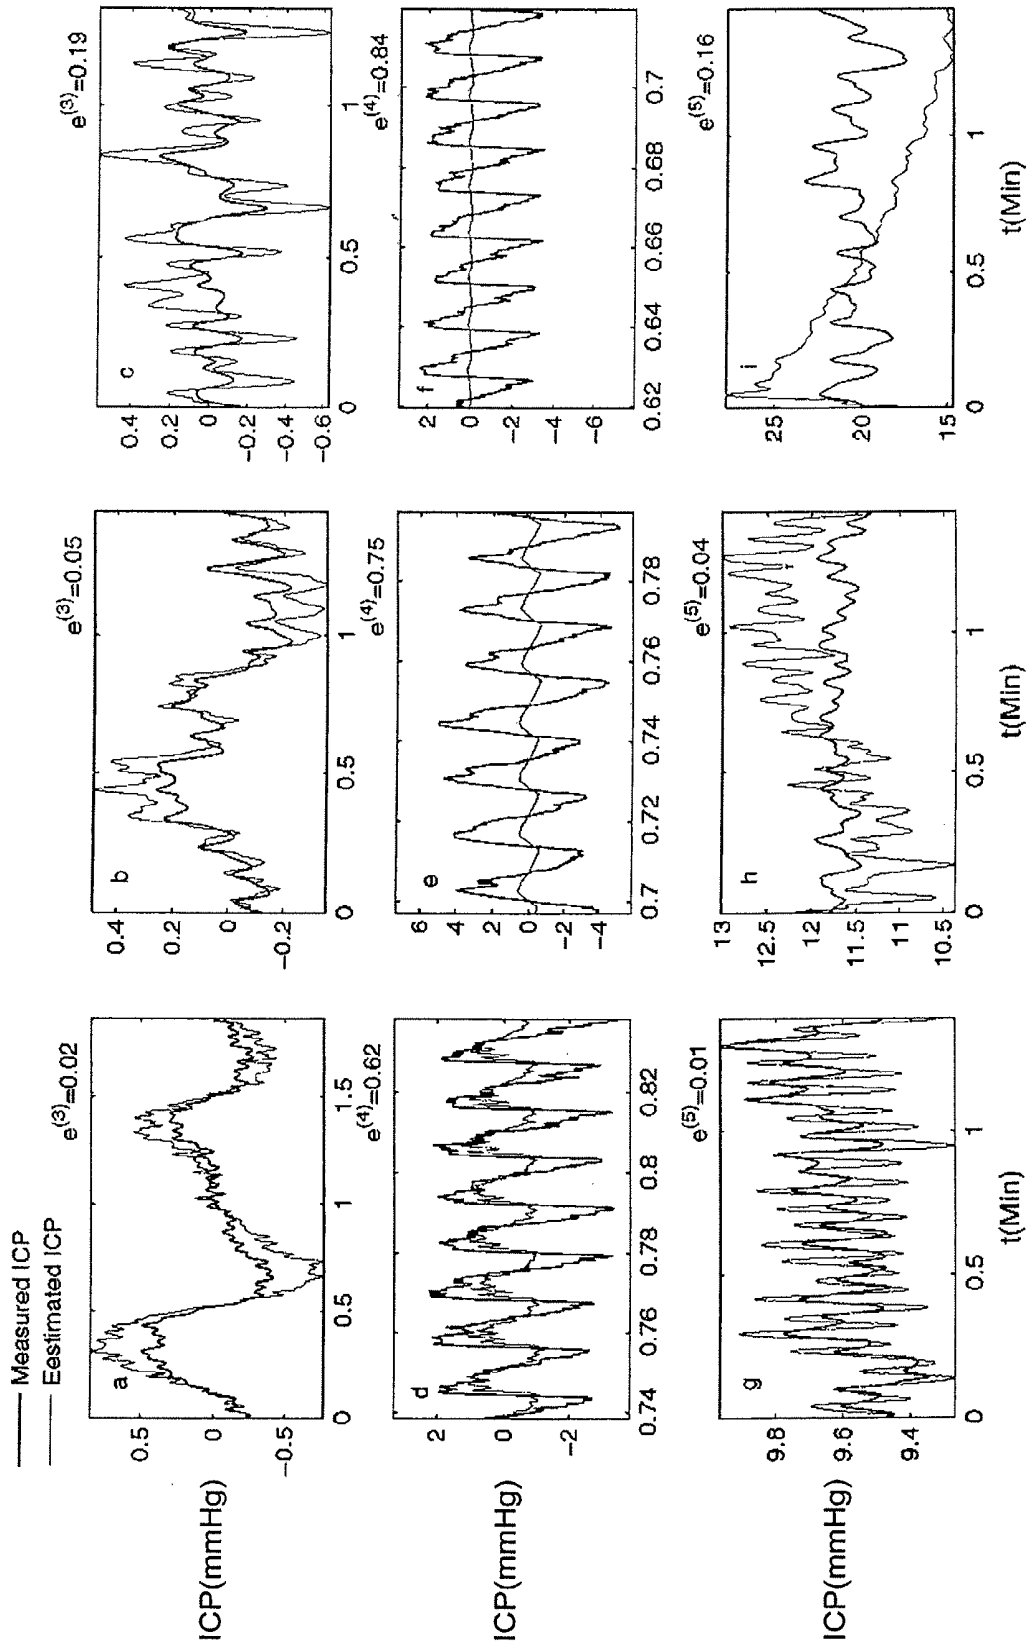 Measured ICP
Eestimated ICP
e(3)=0.02
a
0.5
0
-0.5
0
0.5
1
1.5
e(3)=0.05
b
0.4
0.2
0
-0.2
0
0.5
1
e(3)=0.19
c
0.4
0.2
0
-0.2
-0.4
-0.6
0
0.5
1
ICP(mmHg)
e(4)=0.62
d
2
0
-2
0.74
0.76
0.78
0.8
0.82
e(4)=0.75
e
6
4
2
0
-2
-4
0.7
0.72
0.74
0.76
0.78
e(4)=0.84
f
2
0
-2
-4
-6
0.62
0.64
0.66
0.68
0.7
ICP(mmHg)
e(5)=0.01
g
9.8
9.6
9.4
0
0.5
1
t(Min)
e(5)=0.04
h
13
12.5
12
11.5
11
10.5
0
0.5
1
t(Min)
e(5)=0.16
i
25
20
15
0
0.5
1
t(Min)
ICP(mmHg)